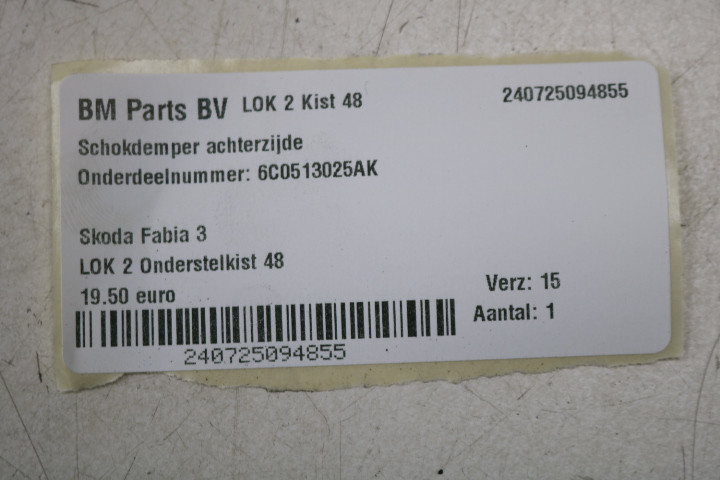 BM Parts BV LOK 2 Kist 48 240725094855
Schokdemper achterzijde
Onderdeelnummer: 6C0513025AK
Skoda Fabia 3
LOK 2 Onderstelkist 48
19.50 euro Verz: 15
Aantal: 1
240725094855